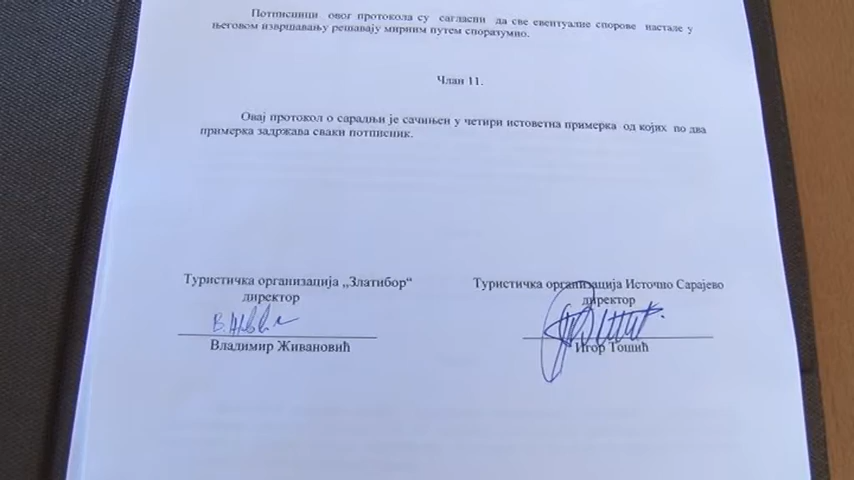 Потписници овог протокола су сагласни да све евентуалне спорове настале у
његовом извршавању решавају мирним путем споразумно.
Члан 11.
Овај протокол о сарадњи је сачињен у четири истоветна примерка од којих по два
примерка задржава сваки потписник.
Туристичка организација „Златибор“
директор
Владимир Живановић
Туристичка организација Источно Сарајево
директор
Игор Тошић